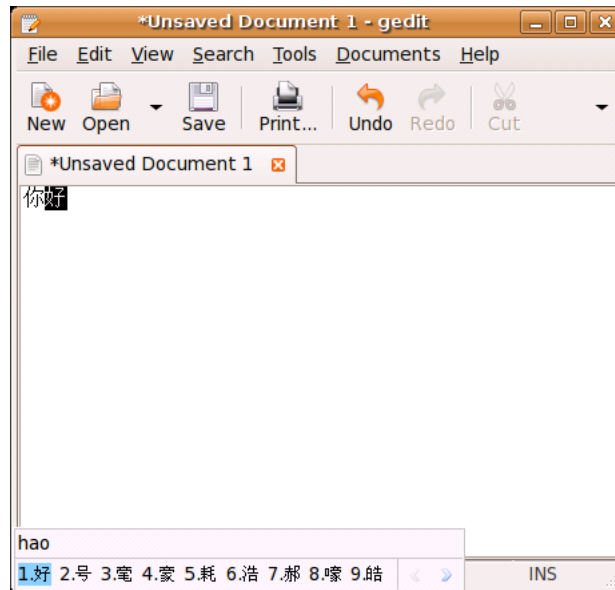 *Unsaved Document 1 - gedit
File Edit View Search Tools Documents Help
New Open Save Print... Undo Redo Cut
*Unsaved Document 1
你好
hao
1.好 2.号 3.毫 4.豪 5.耗 6.浩 7.郝 8.嚎 9.皓
INS